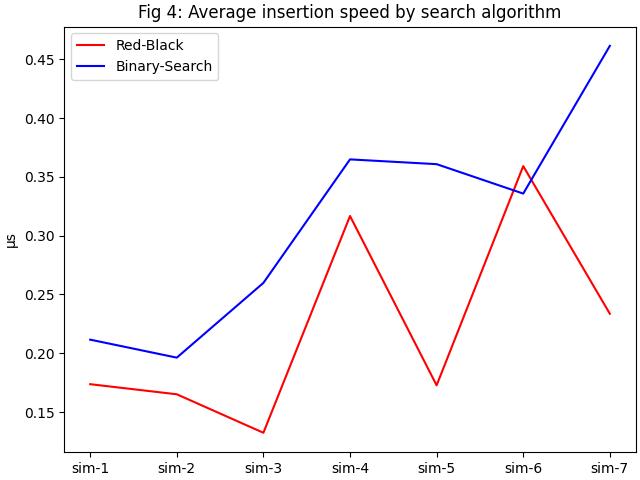 Fig 4: Average insertion speed by search algorithm
Red-Black
Binary-Search
0.45
0.40
0.35
0.30
0.25
0.20
0.15
µs
sim-1 sim-2 sim-3 sim-4 sim-5 sim-6 sim-7